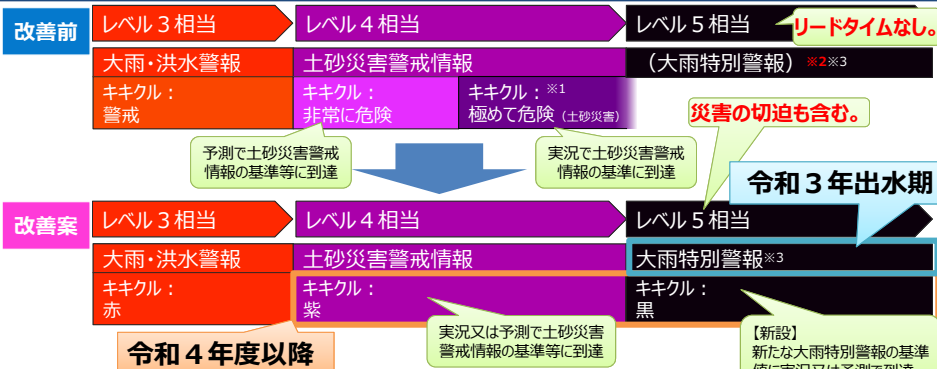 改善前
レベル３相当
レベル４相当
レベル５相当
リードタイムなし。
大雨・洪水警報
土砂災害警戒情報
（大雨特別警報）※2※3
キキクル：
警戒
キキクル：
非常に危険
キキクル：※1
極めて危険（土砂災害）
災害の切迫も含む。
予測で土砂災害警戒
情報の基準等に到達
実況で土砂災害警戒
情報の基準に到達
令和３年出水期
改善案
レベル３相当
レベル４相当
レベル５相当
大雨・洪水警報
土砂災害警戒情報
大雨特別警報※3
キキクル：
赤
キキクル：
紫
キキクル：
黒
実況又は予測で土砂災害
警戒情報の基準等に到達
【新設】
新たな大雨特別警報の基準
値に実況又は予測で到達
令和４年度以降